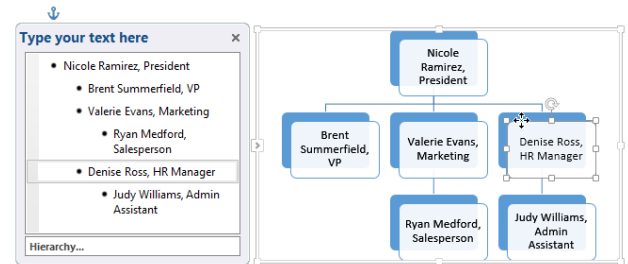 Type your text here
Nicole Ramirez, President
Brent Summerfield, VP
Valerie Evans, Marketing
Ryan Medford,
Salesperson
Denise Ross, HR Manager
Judy Williams, Admin
Assistant
Hierarchy...
Nicole
Ramirez,
President
Brent
Summerfield,
VP
Valerie Evans,
Marketing
Denise Ross,
HR Manager
Ryan Medford,
Salesperson
Judy Williams,
Admin
Assistant